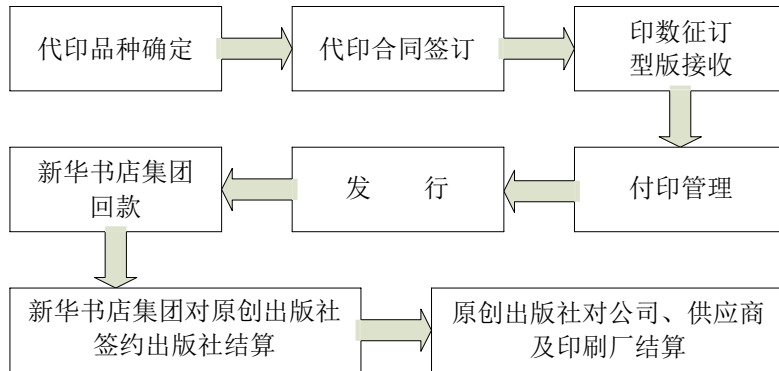 代印品种确定
代印合同签订
印数征订
型版接收
付印管理
发 行
新华书店集团
回款
新华书店集团对原创出版社
签约出版社结算
原创出版社对公司、供应商
及印刷厂结算